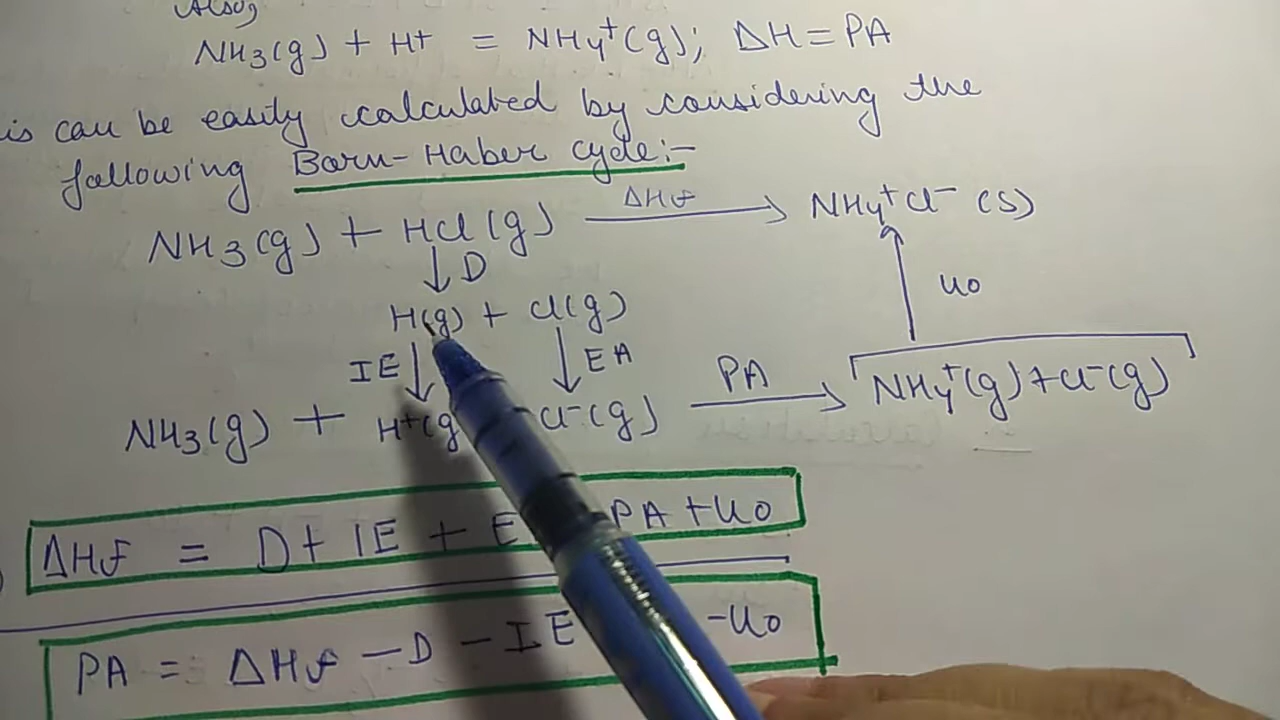 Also,
NH3(g) + H+ = NH4+(g); ΔH = PA
is can be easily calculated by considering the
following Born-Haber cycle:-
NH3(g) + HCl(g) ΔHf → NH4+Cl- (s)
↓ D
H(g) + Cl(g) ↑ U0
IE ↓ ↓ EA
NH3(g) + H+(g) Cl-(g) PA → NH4+(g) + Cl-(g)
ΔHf = D + IE + E PA + U0
PA = ΔHf - D - IE - U0